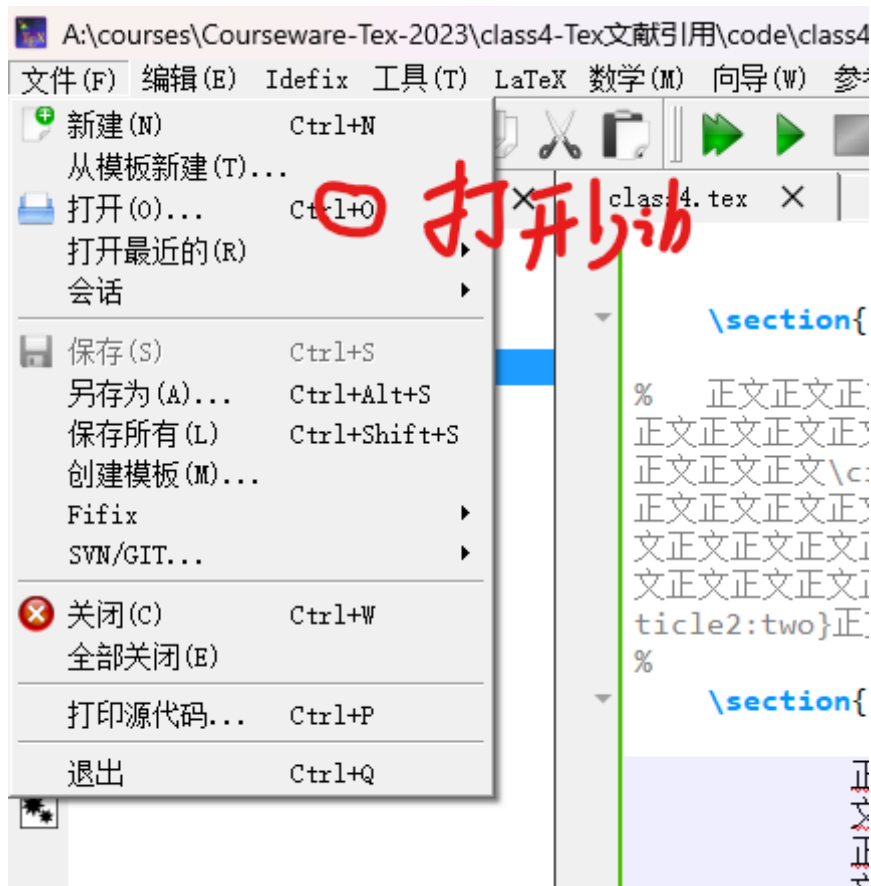 A:\courses\Courseware-Tex-2023\class4-Tex文献引用\code\class4
文件(F) 编辑(E) Idefix 工具(T) LaTeX 数学(M) 向导(W)
新建(N) Ctrl+N
从模板新建(T)...
打开(O)... Ctrl+O 打开
class4.tex
打开最近的(R)
会话
\section{
保存(S) Ctrl+S
另存为(A)... Ctrl+Alt+S
% 正文正文正
保存所有(L) Ctrl+Shift+S
正文正文正文正文
创建模板(M)...
正文正文正文\c
Fifix
正文正文正文正文
SVN/GIT...
文正文正文正文
文正文正文正文
关闭(C) Ctrl+W
ticle2:two}正
全部关闭(E)
%
打印源代码... Ctrl+P
\section{
退出 Ctrl+Q
正
文
正